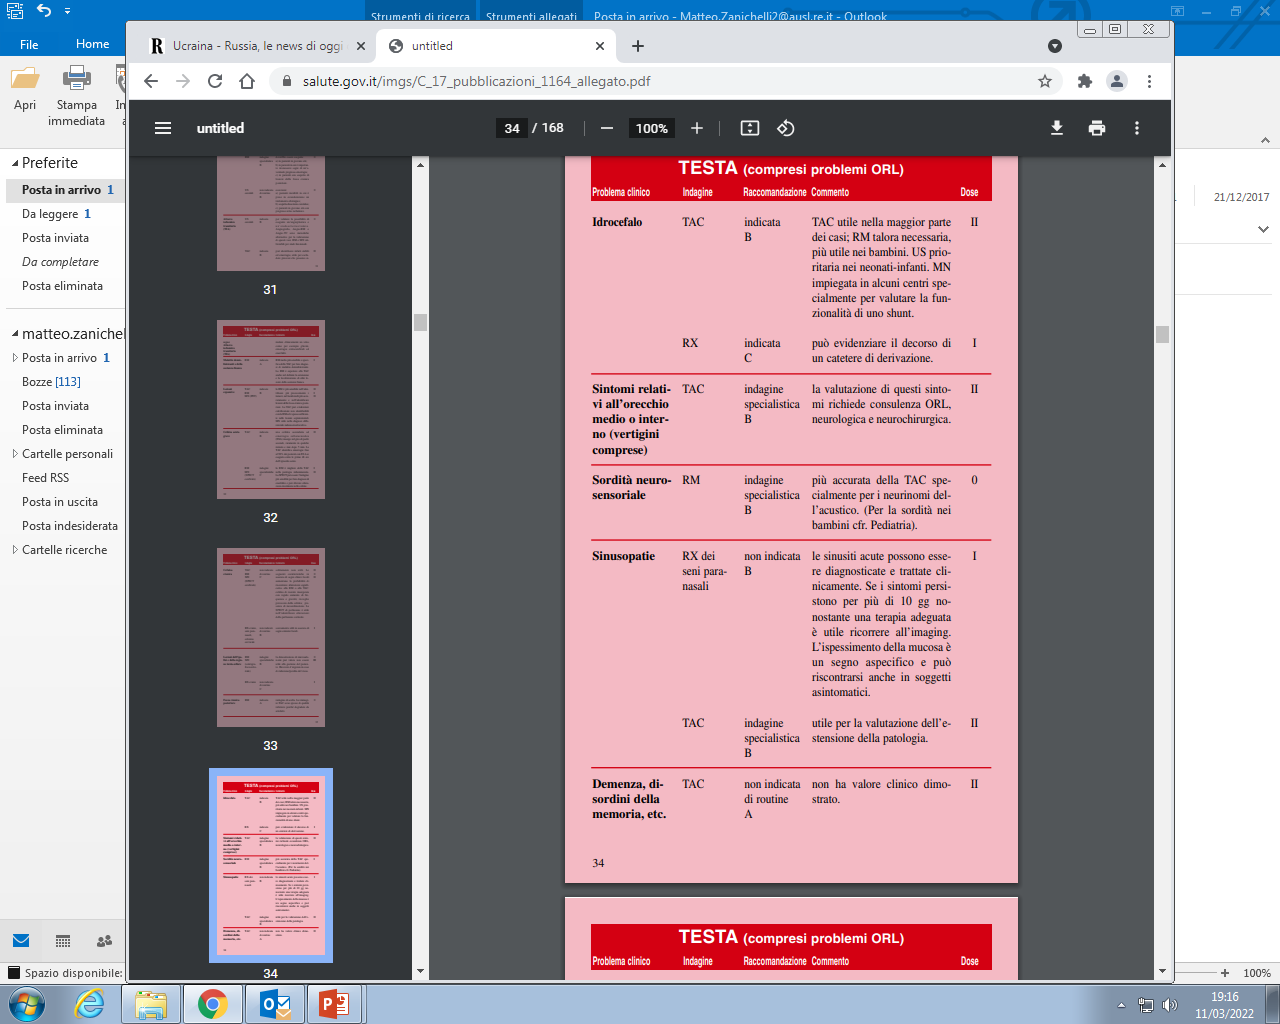 Strumenti di ricerca
Strumenti allegati
Posta in arrivo - Matteo.Zanichelli2@ausl.re.it - Outlook
File
Home
Ucraina - Russia, le news di oggi
untitled
salute.gov.it/imgs/C_17_pubblicazioni_1164_allegato.pdf
Apri
Stampa
immediata
untitled
34 / 168
100%
Preferite
Posta in arrivo 1
Da leggere 1
Posta inviata
Da completare
Posta eliminata
matteo.zanichel
Posta in arrivo 1
Bozze [113]
Posta inviata
Posta eliminata
Cartelle personali
Feed RSS
Posta in uscita
Posta indesiderata
Cartelle ricerche
Spazio disponibile:
31
32
33
34
21/12/2017
TESTA (compresi problemi ORL)
Problema clinico Indagine Raccomandazione Commento Dose
Idrocefalo TAC indicata TAC utile nella maggior parte II
B dei casi; RM talora necessaria,
più utile nei bambini. US prio-
ritaria nei neonati-infanti. MN
impiegata in alcuni centri spe-
cialmente per valutare la fun-
zionalità di uno shunt.
RX indicata può evidenziare il decorso di I
C un catetere di derivazione.
Sintomi relati- TAC indagine la valutazione di questi sinto- II
vi all'orecchio specialistica mi richiede consulenza ORL,
medio o inter- B neurologica e neurochirurgica.
no (vertigini
comprese)
Sordità neuro- RM indagine più accurata della TAC spe- 0
sensoriale specialistica cialmente per i neurinomi del-
B l'acustico. (Per la sordità nei
bambini cfr. Pediatria).
Sinusopatie RX dei non indicata le sinusiti acute possono esse- I
seni para- B re diagnosticate e trattate cli-
nasali nicamente. Se i sintomi persi-
stono per più di 10 gg no-
nostante una terapia adeguata
è utile ricorrere all'imaging.
L'ispessimento della mucosa è
un segno aspecifico e può
riscontrarsi anche in soggetti
asintomatici.
TAC indagine utile per la valutazione dell'e- II
specialistica stensione della patologia.
B
Demenza, di- TAC non indicata non ha valore clinico dimo- II
sordini della di routine strato.
memoria, etc. A
34
TESTA (compresi problemi ORL)
Problema clinico Indagine Raccomandazione Commento Dose
100%
19:16
11/03/2022